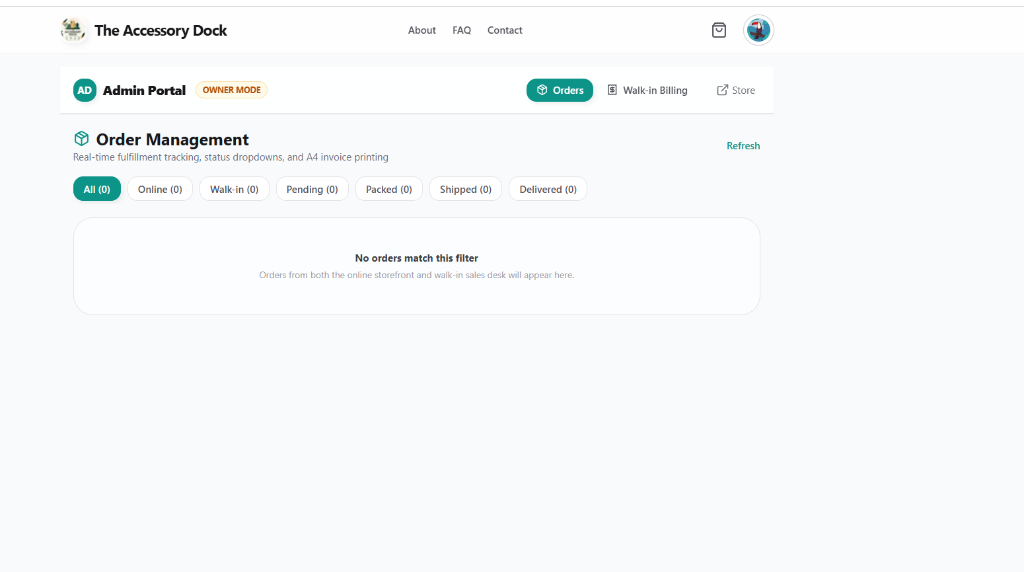 The Accessory Dock
About
FAQ
Contact
AD
Admin Portal
OWNER MODE
Orders
Walk-in Billing
Store
Order Management
Real-time fulfillment tracking, status dropdowns, and A4 invoice printing
Refresh
All (0)
Online (0)
Walk-in (0)
Pending (0)
Packed (0)
Shipped (0)
Delivered (0)
No orders match this filter
Orders from both the online storefront and walk-in sales desk will appear here.